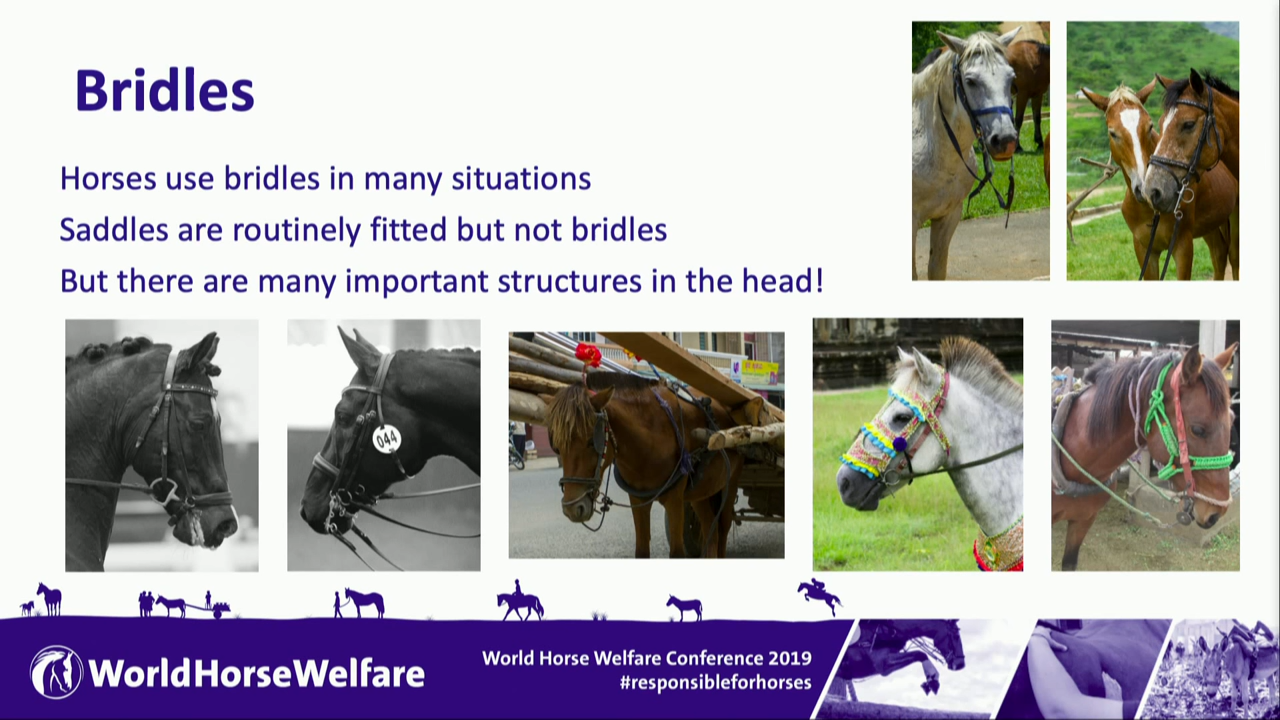 Bridles
Horses use bridles in many situations
Saddles are routinely fitted but not bridles
But there are many important structures in the head!
044
WorldHorseWelfare
World Horse Welfare Conference 2019
#responsibleforhorses